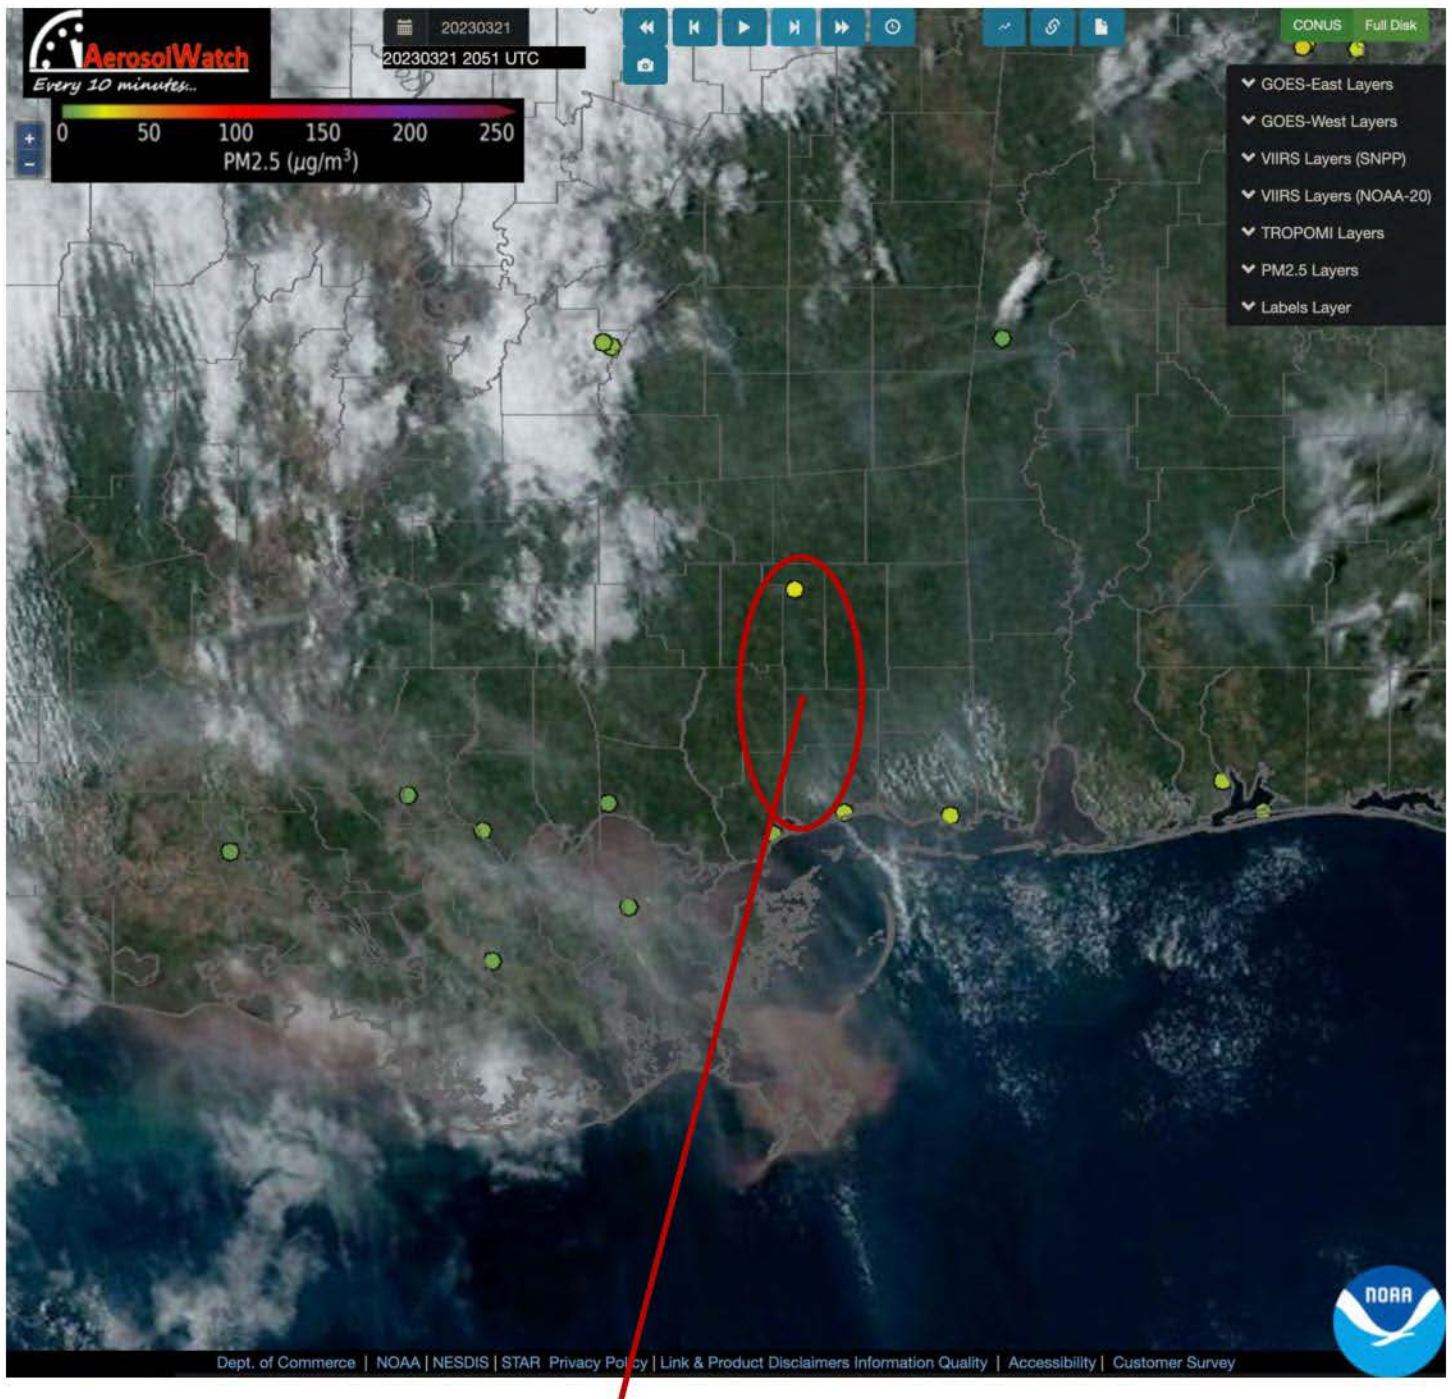 AerosolWatch
Every 10 minutes...
20230321
20230321 2051 UTC
CONUS Full Disk
0 50 100 150 200 250
PM2.5 (μg/m³)
+
−
GOES-East Layers
GOES-West Layers
VIIRS Layers (SNPP)
VIIRS Layers (NOAA-20)
TROPOMI Layers
PM2.5 Layers
Labels Layer
NOAA
Dept. of Commerce | NOAA | NESDIS | STAR Privacy Policy | Link & Product Disclaimers Information Quality | Accessibility | Customer Survey